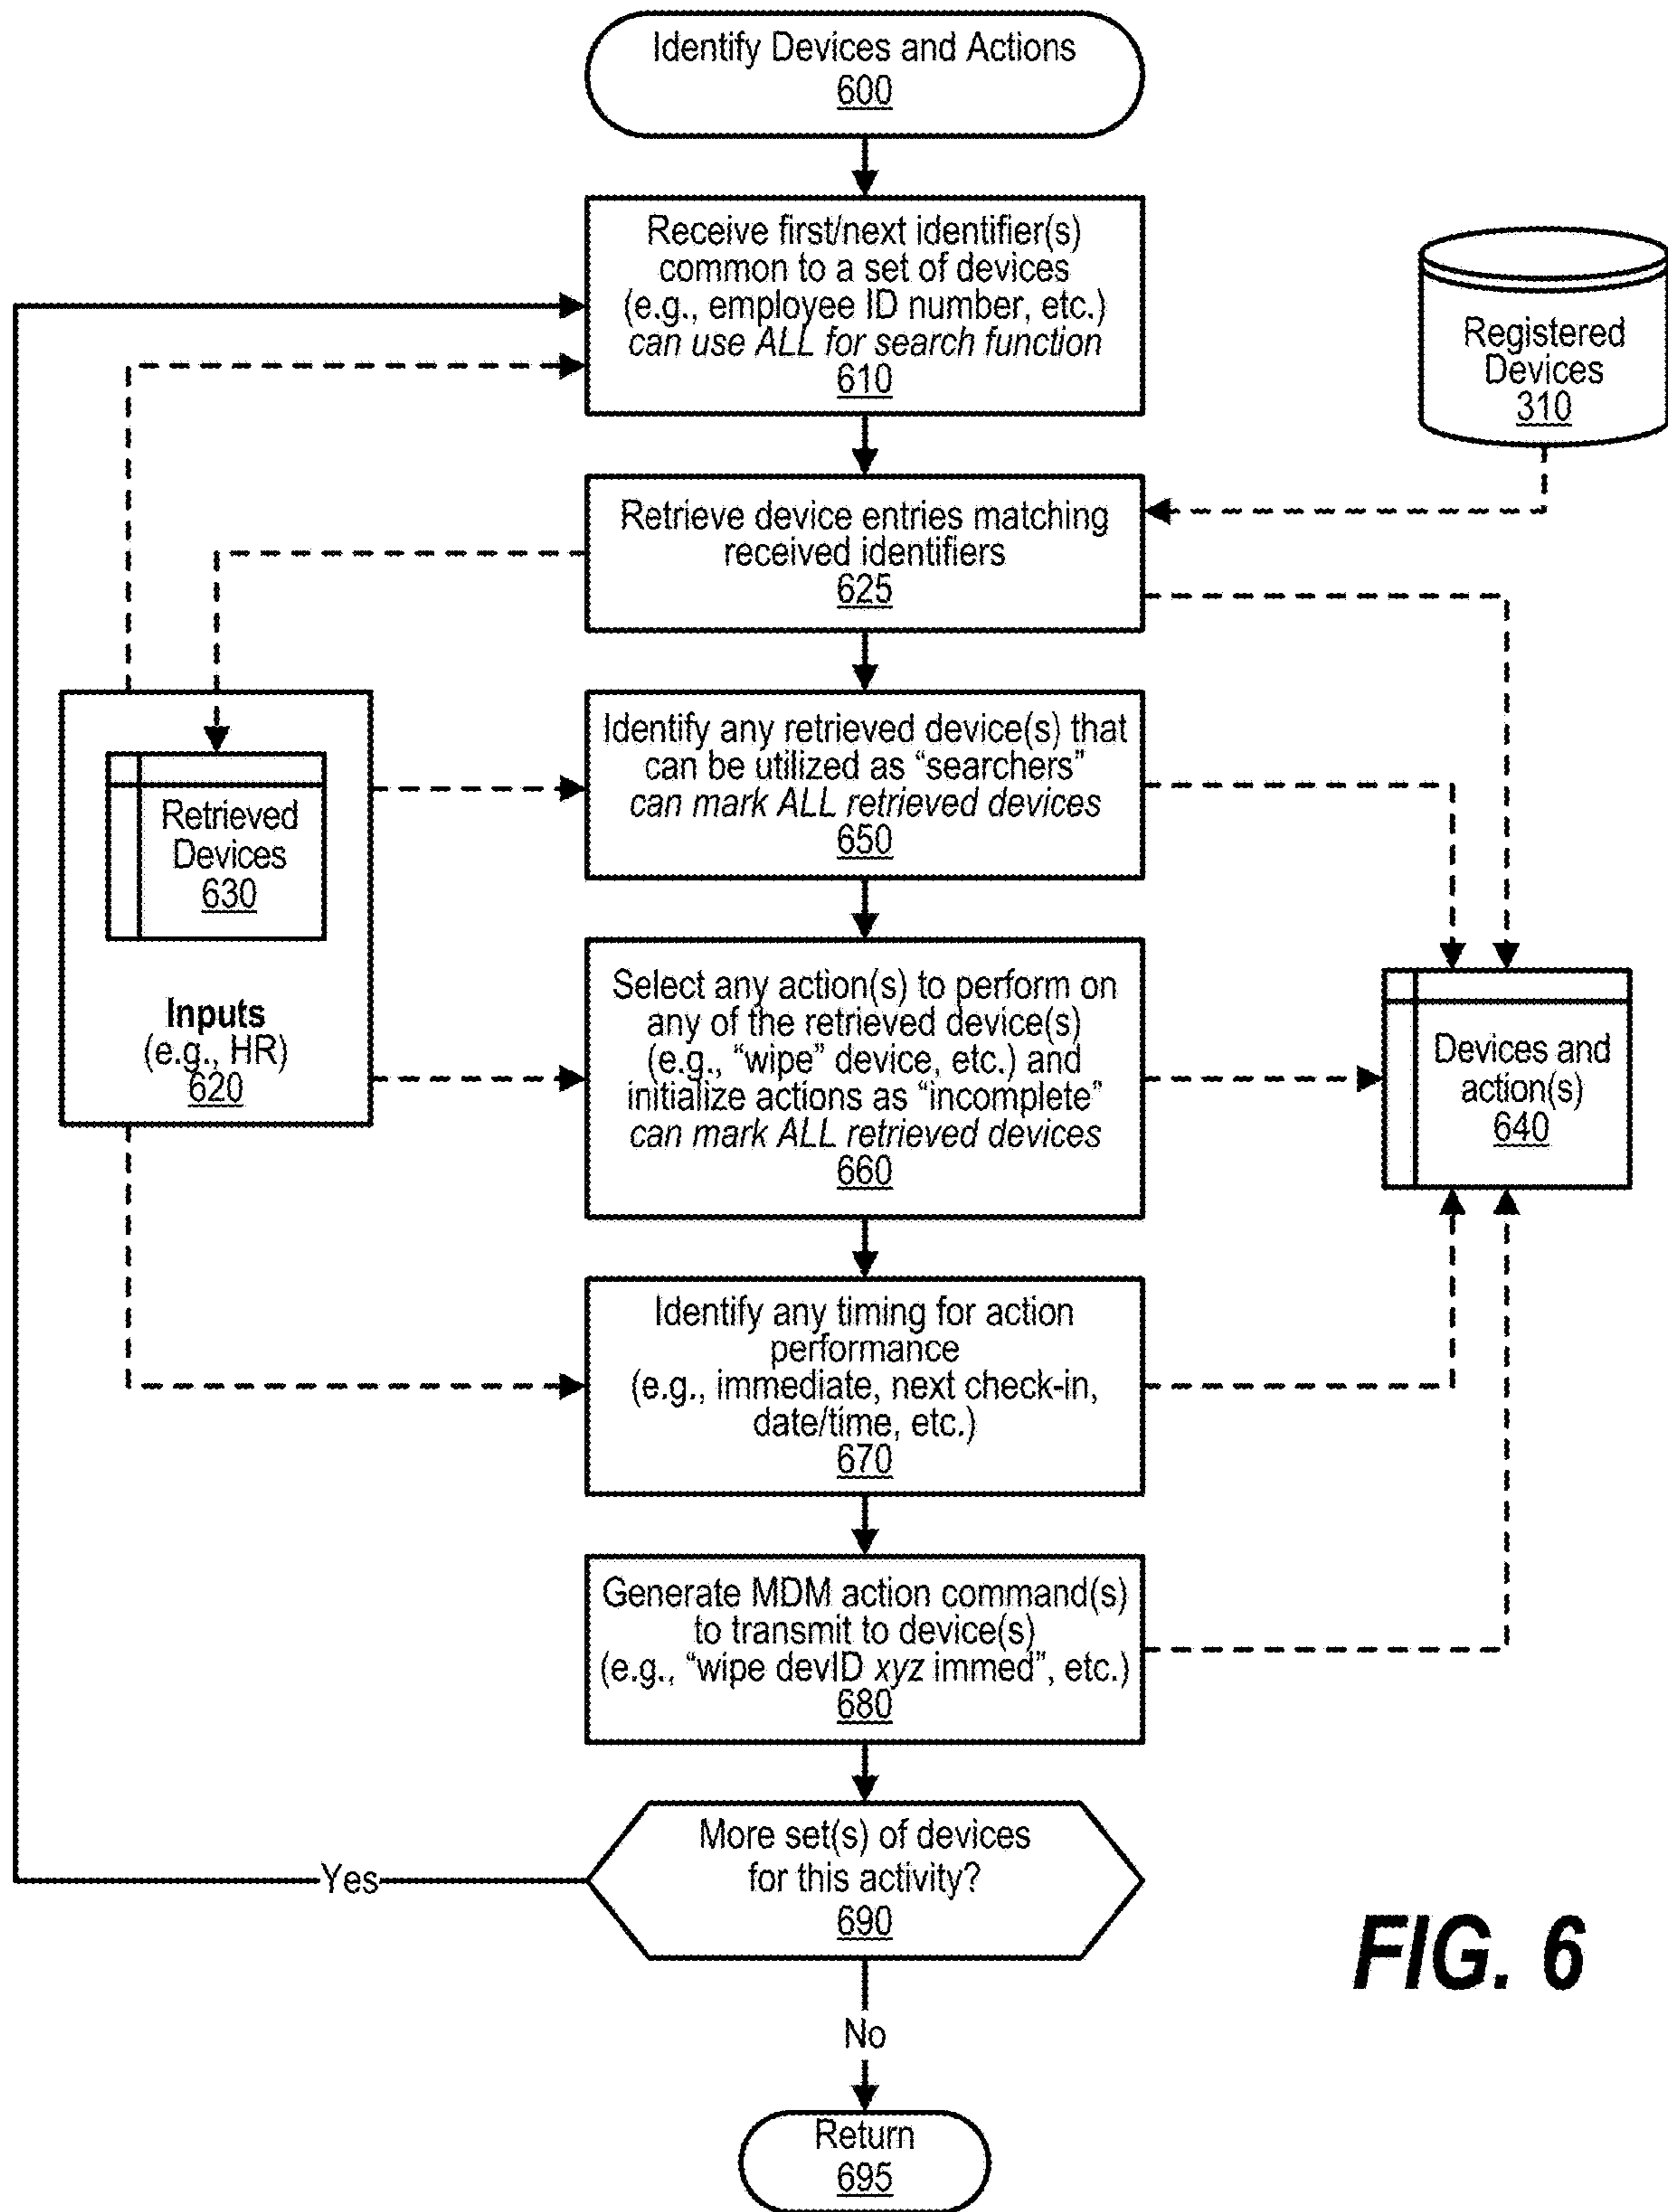 Identify Devices and Actions
600
Receive first/next identifier(s)
common to a set of devices
(e.g., employee ID number, etc.)
can use ALL for search function
610
Registered
Devices
310
Retrieve device entries matching
received identifiers
625
Identify any retrieved device(s) that
can be utilized as “searchers”
can mark ALL retrieved devices
650
Retrieved
Devices
630
Inputs
(e.g., HR)
620
Select any action(s) to perform on
any of the retrieved device(s)
(e.g., “wipe” device, etc.) and
initialize actions as “incomplete”
can mark ALL retrieved devices
660
Devices and
action(s)
640
Identify any timing for action
performance
(e.g., immediate, next check-in,
date/time, etc.)
670
Generate MDM action command(s)
to transmit to device(s)
(e.g., “wipe devID xyz immed”, etc.)
680
More set(s) of devices
for this activity?
690
Yes
No
Return
695
FIG. 6